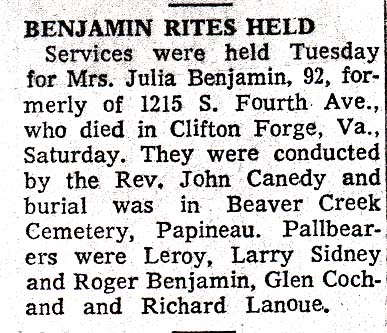 BENJAMIN RITES HELD
Services were held Tuesday
for Mrs. Julia Benjamin, 92, for-
merly of 1215 S. Fourth Ave.,
who died in Clifton Forge, Va.,
Saturday. They were conducted
by the Rev. John Canedy and
burial was in Beaver Creek
Cemetery, Papineau. Pallbear-
ers were Leroy, Larry Sidney
and Roger Benjamin, Glen Coch-
and and Richard Lanoue.